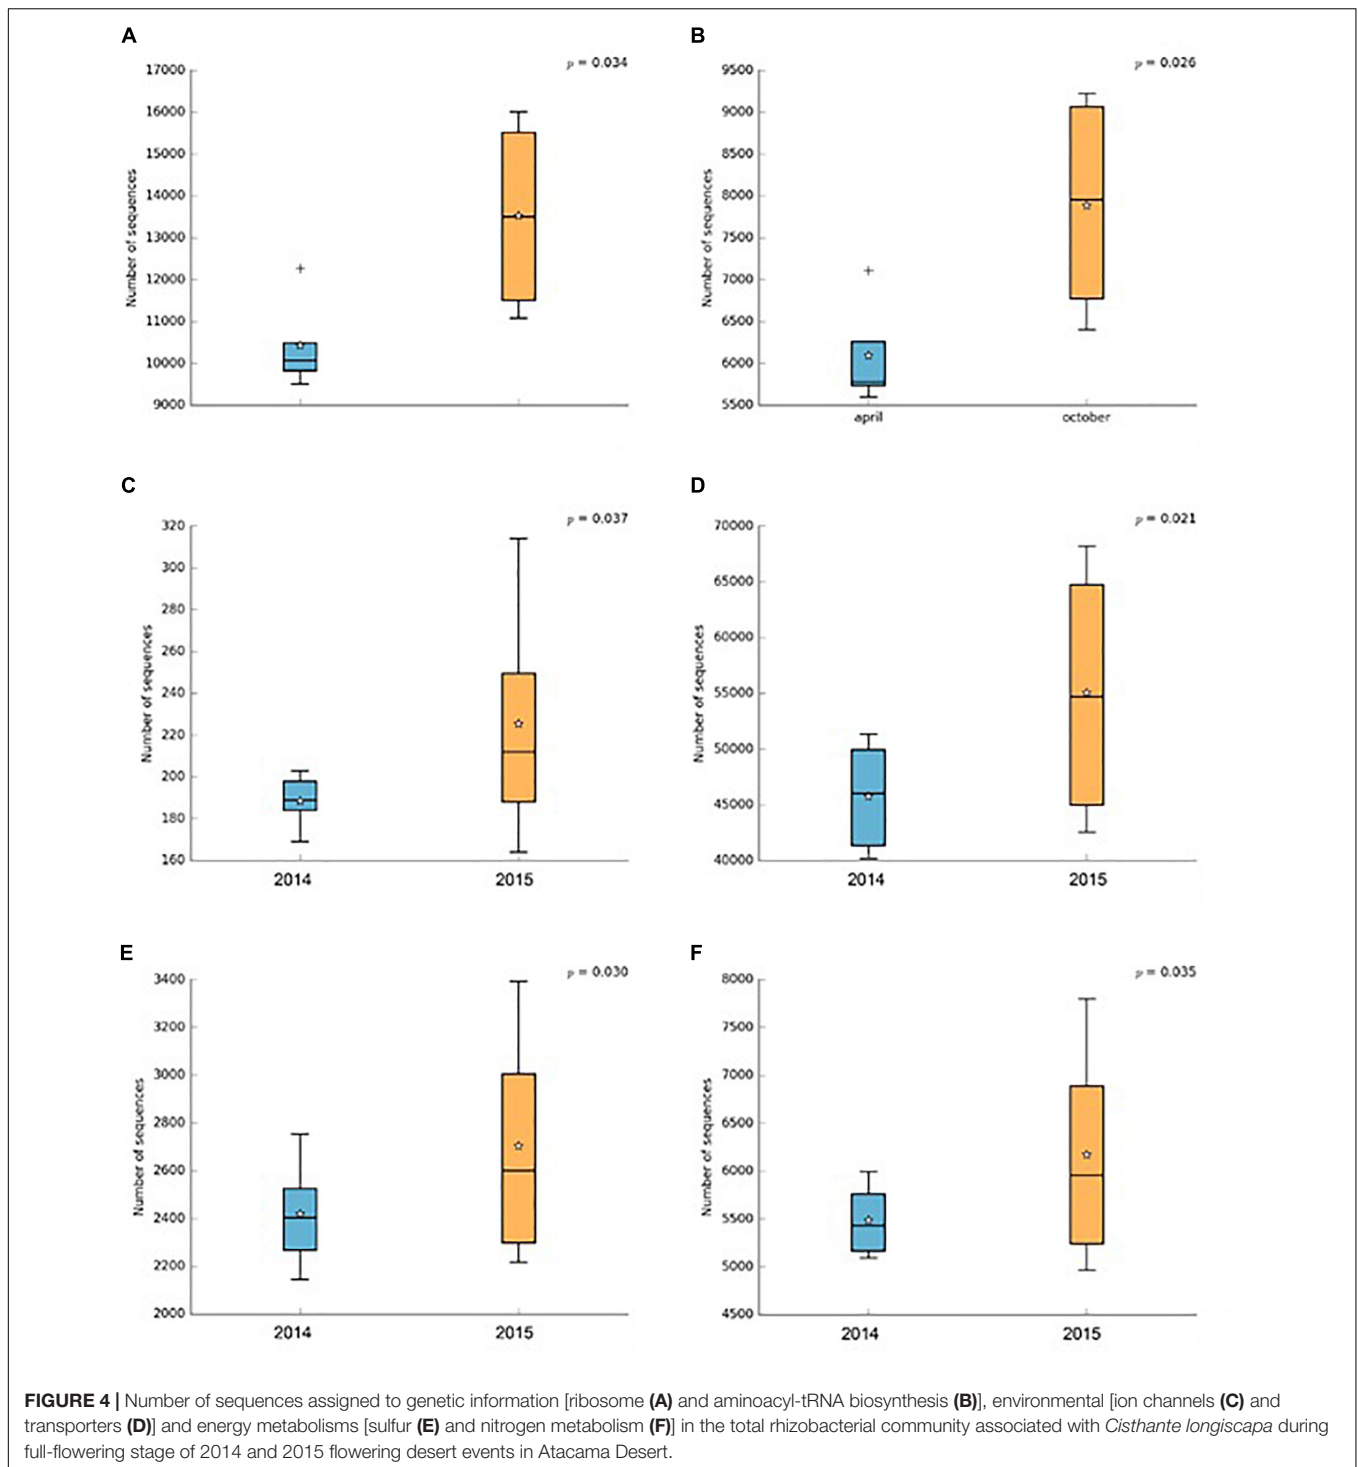 A
p = 0.034
17000
16000
15000
14000
13000
12000
11000
10000
9000
Number of sequences
B
p = 0.026
9500
9000
8500
8000
7500
7000
6500
6000
5500
Number of sequences
april october
C
p = 0.037
320
300
280
260
240
220
200
180
160
Number of sequences
2014 2015
D
p = 0.021
70000
65000
60000
55000
50000
45000
40000
Number of sequences
2014 2015
E
p = 0.030
3400
3200
3000
2800
2600
2400
2200
2000
Number of sequences
2014 2015
F
p = 0.035
8000
7500
7000
6500
6000
5500
5000
4500
Number of sequences
2014 2015
FIGURE 4 | Number of sequences assigned to genetic information [ribosome (A) and aminoacyl-tRNA biosynthesis (B)], environmental [ion channels (C) and
transporters (D)] and energy metabolisms [sulfur (E) and nitrogen metabolism (F)] in the total rhizobacterial community associated with Cisthante longiscapa during
full-flowering stage of 2014 and 2015 flowering desert events in Atacama Desert.